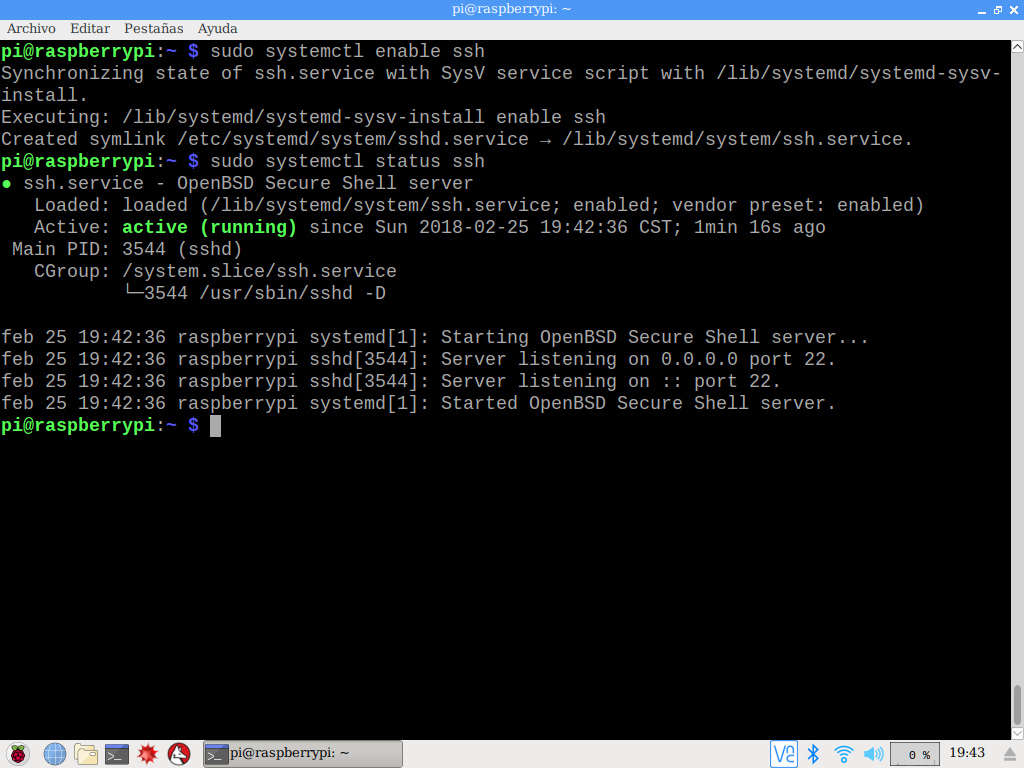 pi@raspberrypi: ~
Archivo Editar Pestañas Ayuda
pi@raspberrypi:~ $ sudo systemctl enable ssh
Synchronizing state of ssh.service with SysV service script with /lib/systemd/systemd-sysv-
install.
Executing: /lib/systemd/systemd-sysv-install enable ssh
Created symlink /etc/systemd/system/sshd.service → /lib/systemd/system/ssh.service.
pi@raspberrypi:~ $ sudo systemctl status ssh
● ssh.service - OpenBSD Secure Shell server
   Loaded: loaded (/lib/systemd/system/ssh.service; enabled; vendor preset: enabled)
   Active: active (running) since Sun 2018-02-25 19:42:36 CST; 1min 16s ago
 Main PID: 3544 (sshd)
   CGroup: /system.slice/ssh.service
           └─3544 /usr/sbin/sshd -D
feb 25 19:42:36 raspberrypi systemd[1]: Starting OpenBSD Secure Shell server...
feb 25 19:42:36 raspberrypi sshd[3544]: Server listening on 0.0.0.0 port 22.
feb 25 19:42:36 raspberrypi sshd[3544]: Server listening on :: port 22.
feb 25 19:42:36 raspberrypi systemd[1]: Started OpenBSD Secure Shell server.
pi@raspberrypi:~ $
pi@raspberrypi: ~ 0 % 19:43